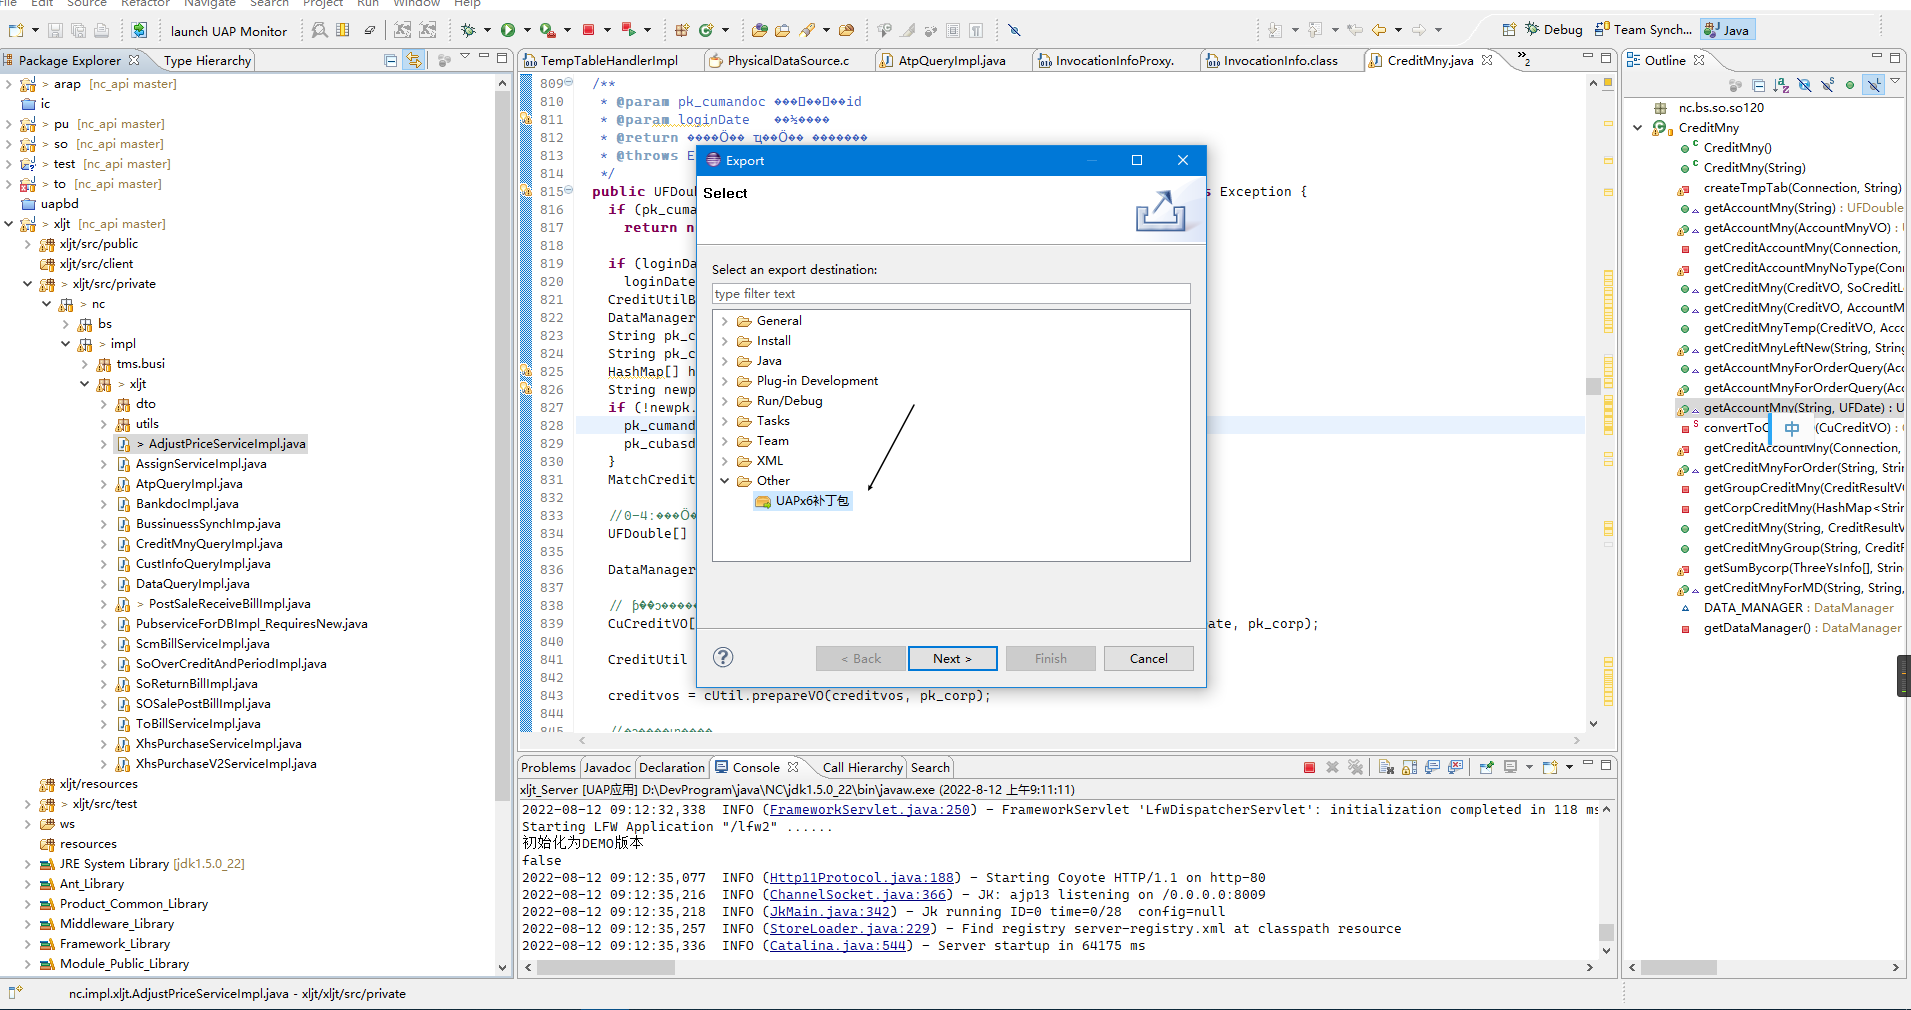 File Edit Source Refactor Navigate Search Project Run Window Help
launch UAP Monitor
Debug
Team Synch...
Java
Package Explorer
Type Hierarchy
> arap [nc_api master]
ic
> pu [nc_api master]
> so [nc_api master]
> test [nc_api master]
> to [nc_api master]
uapbd
> xljt [nc_api master]
xljt/src/public
xljt/src/client
> xljt/src/private
> nc
bs
> impl
tms.busi
> xljt
dto
utils
> AdjustPriceServiceImpl.java
AssignServiceImpl.java
AtpQueryImpl.java
BankdocImpl.java
BussinuessSynchImp.java
CreditMnyQueryImpl.java
CustInfoQueryImpl.java
DataQueryImpl.java
> PostSaleReceiveBillImpl.java
PubserviceForDBImpl_RequiresNew.java
ScmBillServiceImpl.java
SoOverCreditAndPeriodImpl.java
SoReturnBillImpl.java
SOSalePostBillImpl.java
ToBillServiceImpl.java
XhsPurchaseServiceImpl.java
XhsPurchaseV2ServiceImpl.java
xljt/resources
> xljt/src/test
ws
resources
JRE System Library [jdk1.5.0_22]
Ant_Library
Product_Common_Library
Middleware_Library
Framework_Library
Module_Public_Library
TempTableHandlerImpl
PhysicalDataSource.c
AtpQueryImpl.java
InvocationInfoProxy.
InvocationInfo.class
CreditMny.java
»2
809 /**
810 * @param pk_cumandoc id
811 * @param loginDate
812 * @return
813 * @throws E
814 */
815 public UFDou s Exception {
816 if (pk_cuma
817 return n
818
819 if (loginDa
820 loginDate
821 CreditUtilB
822 DataManager
823 String pk_c
824 String pk_c
825 HashMap[] h
826 String newp
827 if (!newpk.
828 pk_cumand
829 pk_cubasd
830 }
831 MatchCredit
832
833 //0-4:
834 UFDouble[]
835
836 DataManager
837
838 //
839 CuCreditVO[ ate, pk_corp);
840
841 CreditUtil
842
843 creditvos = cUtil.prepareVO(creditvos, pk_corp);
844
845 //
Export
Select
Select an export destination:
type filter text
General
Install
Java
Plug-in Development
Run/Debug
Tasks
Team
XML
Other
UAPx6补丁包
< Back
Next >
Finish
Cancel
Problems
Javadoc
Declaration
Console
Call Hierarchy
Search
xljt_Server [UAP应用] D:\DevProgram\java\NC\jdk1.5.0_22\bin\javaw.exe (2022-8-12 上午9:11:11)
2022-08-12 09:12:32,338 INFO (FrameworkServlet.java:250) - FrameworkServlet 'LfwDispatcherServlet': initialization completed in 118 ms
Starting LFW Application "/lfw2" ......
初始化为DEMO版本
false
2022-08-12 09:12:35,077 INFO (Http11Protocol.java:188) - Starting Coyote HTTP/1.1 on http-80
2022-08-12 09:12:35,216 INFO (ChannelSocket.java:366) - JK: ajp13 listening on /0.0.0.0:8009
2022-08-12 09:12:35,218 INFO (JkMain.java:342) - Jk running ID=0 time=0/28 config=null
2022-08-12 09:12:35,257 INFO (StoreLoader.java:229) - Find registry server-registry.xml at classpath resource
2022-08-12 09:12:35,336 INFO (Catalina.java:544) - Server startup in 64175 ms
Outline
nc.bs.so.so120
CreditMny
CreditMny()
CreditMny(String)
createTmpTab(Connection, String)
getAccountMny(String) : UFDouble
getAccountMny(AccountMnyVO) : U
getCreditAccountMny(Connection,
getCreditAccountMnyNoType(Conn
getCreditMny(CreditVO, SoCreditL
getCreditMny(CreditVO, AccountM
getCreditMnyTemp(CreditVO, Acco
getCreditMnyLeftNew(String, String
getCreditMnyForOrderQuery(Acc
getCreditMnyForOrderQuery(Acc
getAccountMny(String, UFDate) : U
convertToC 中 (CuCreditVO) :
getCreditAccountMny(Connection,
getCreditMnyForOrder(String, Strin
getGroupCreditMny(CreditResultV
getCorpCreditMny(HashMap<Strin
getCreditMny(String, CreditResultV
getCreditMnyGroup(String, CreditR
getSumBycorp(ThreeYsInfo[], Strin
getCreditMnyForMD(String, String,
DATA_MANAGER : DataManager
getDataManager() : DataManager
nc.impl.xljt.AdjustPriceServiceImpl.java - xljt/xljt/src/private